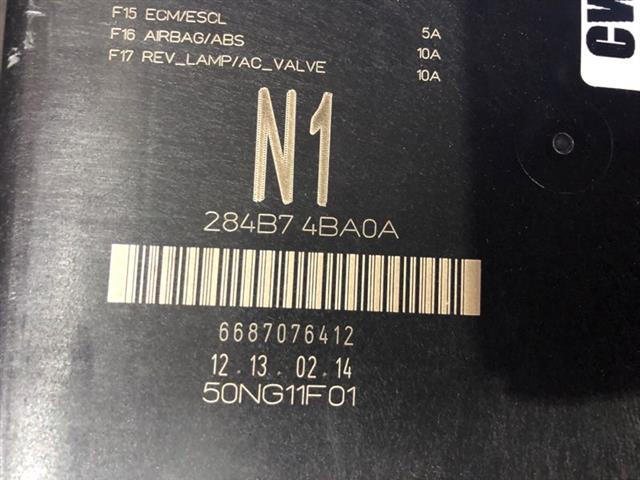 F15 ECM/ESCL 5A
F16 AIRBAG/ABS 10A
F17 REV_LAMP/AC_VALVE 10A
N1
284B7 4BA0A
6687076412
12.13.02.14
50NG11F01
CW